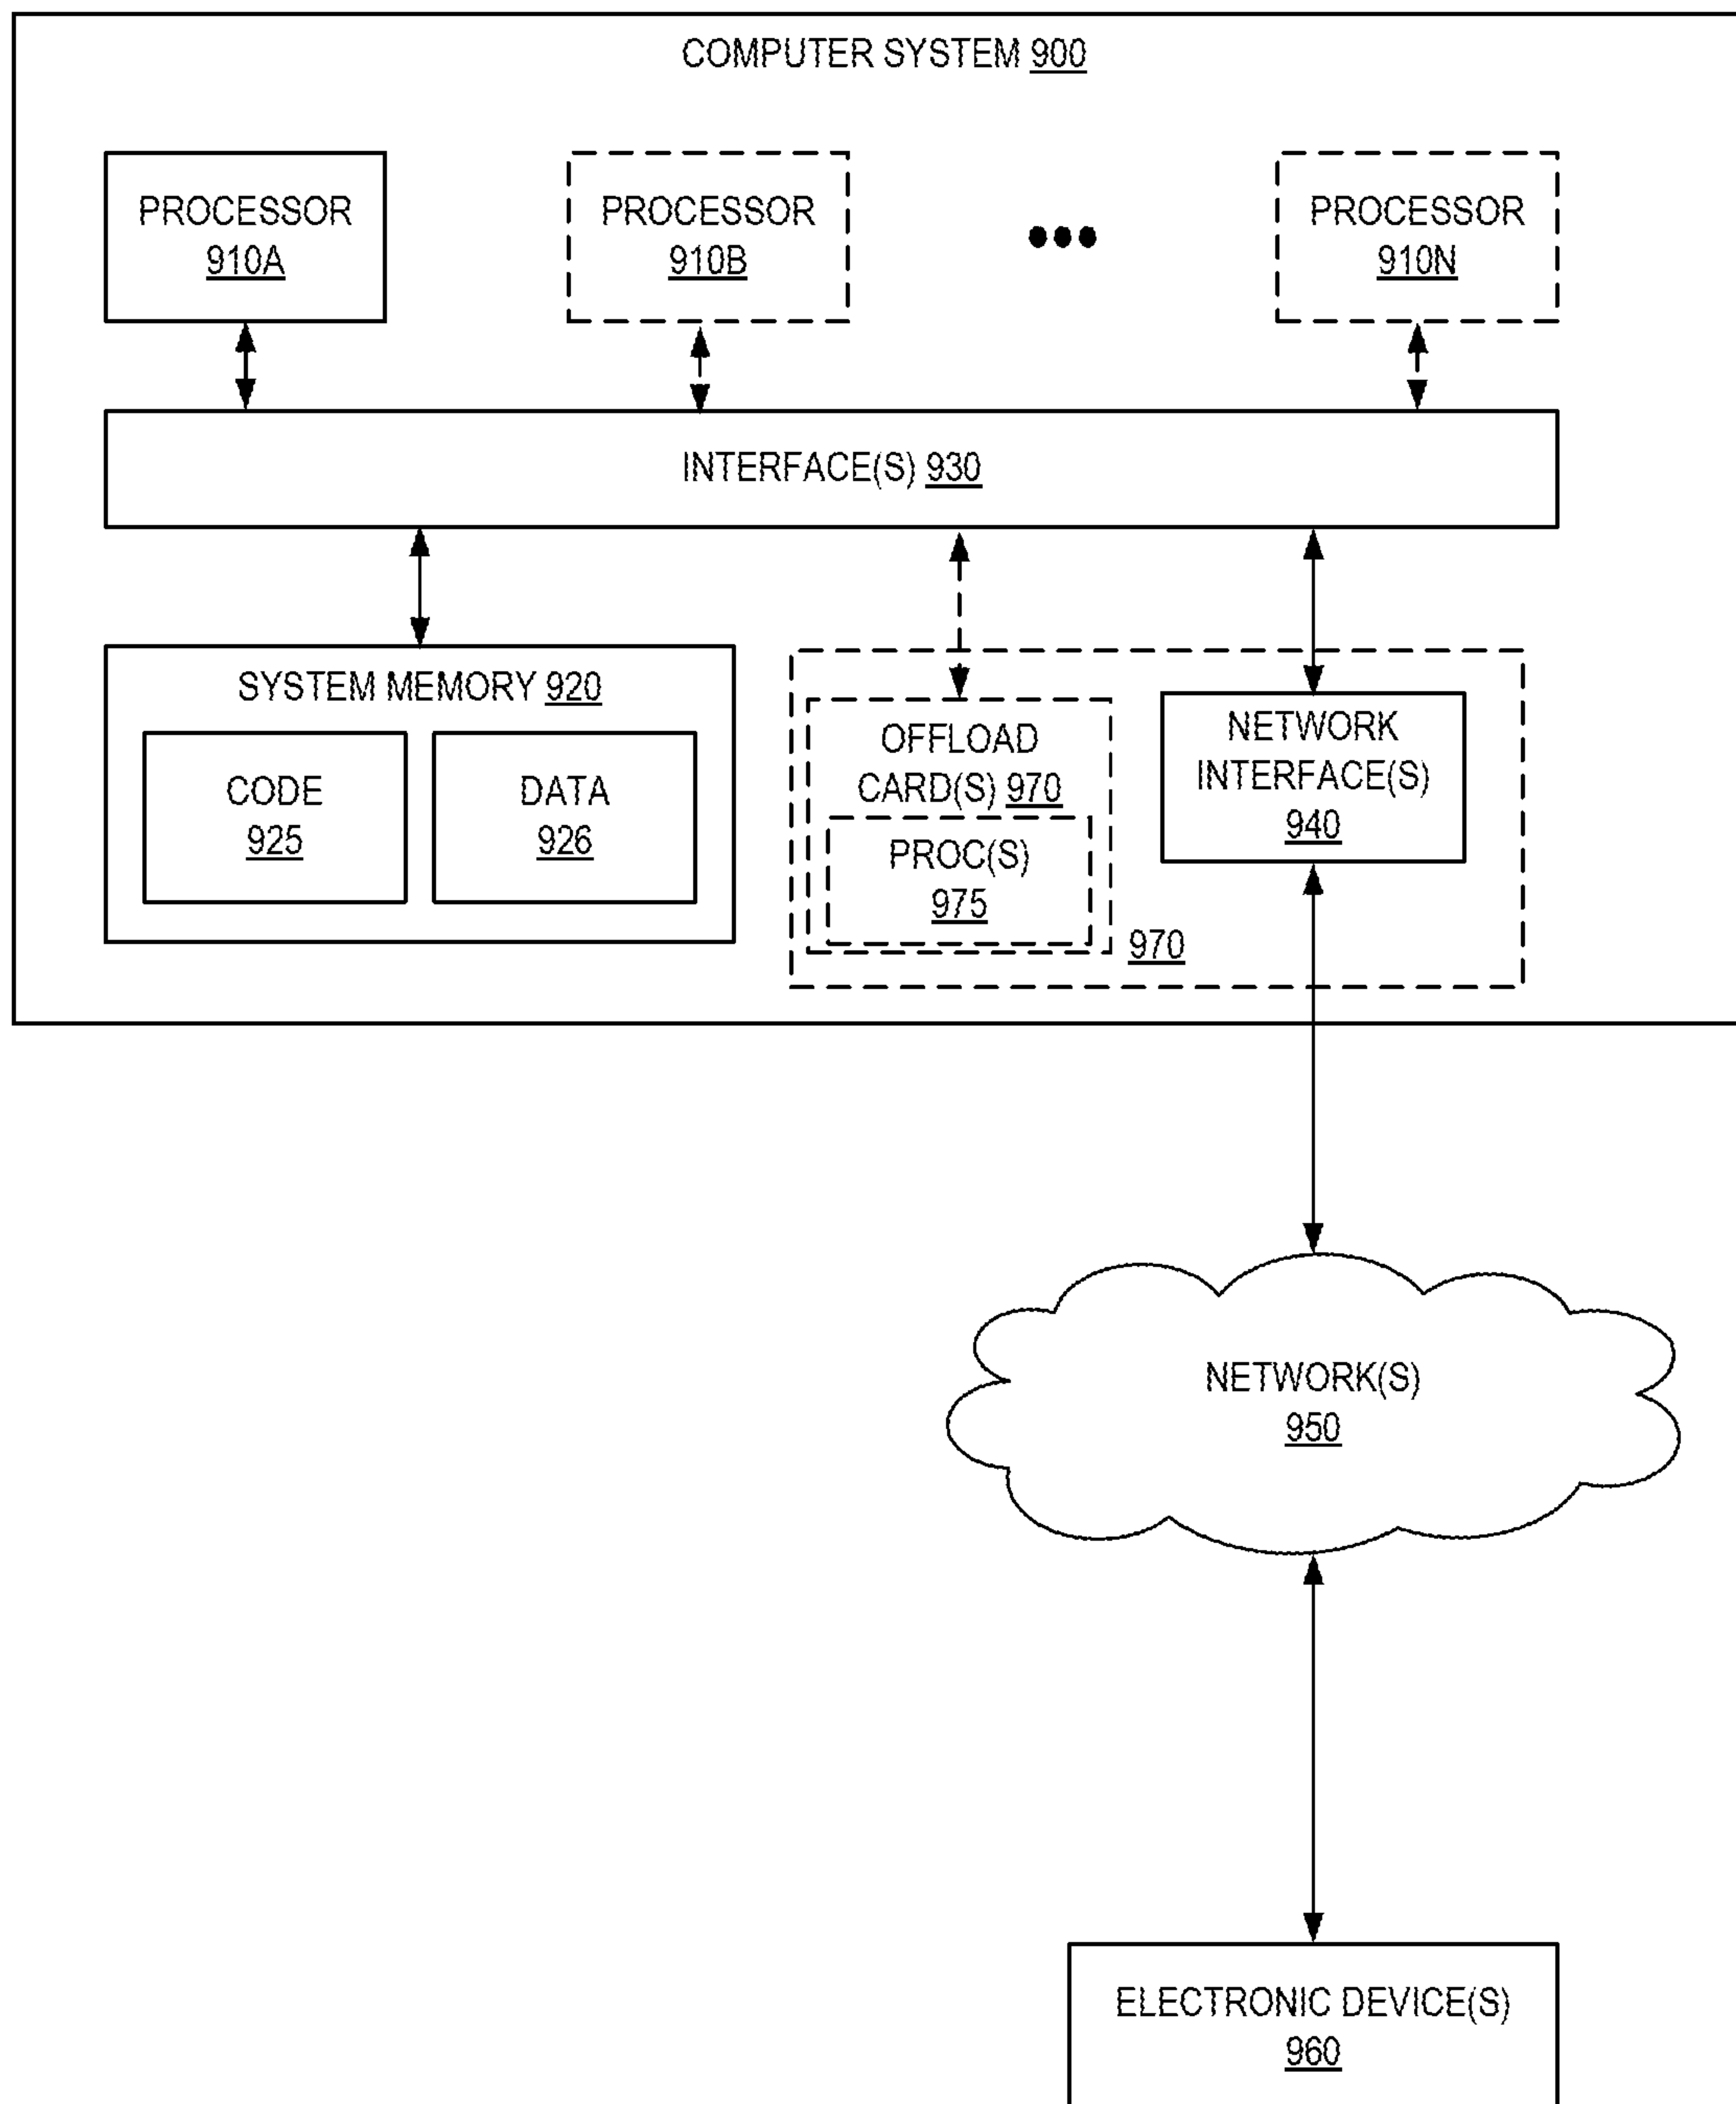 COMPUTER SYSTEM 900
PROCESSOR
910A
PROCESSOR
910B
PROCESSOR
910N
INTERFACE(S) 930
SYSTEM MEMORY 920
CODE
925
DATA
926
OFFLOAD
CARD(S) 970
PROC(S)
975
970
NETWORK
INTERFACE(S)
940
NETWORK(S)
950
ELECTRONIC DEVICE(S)
960